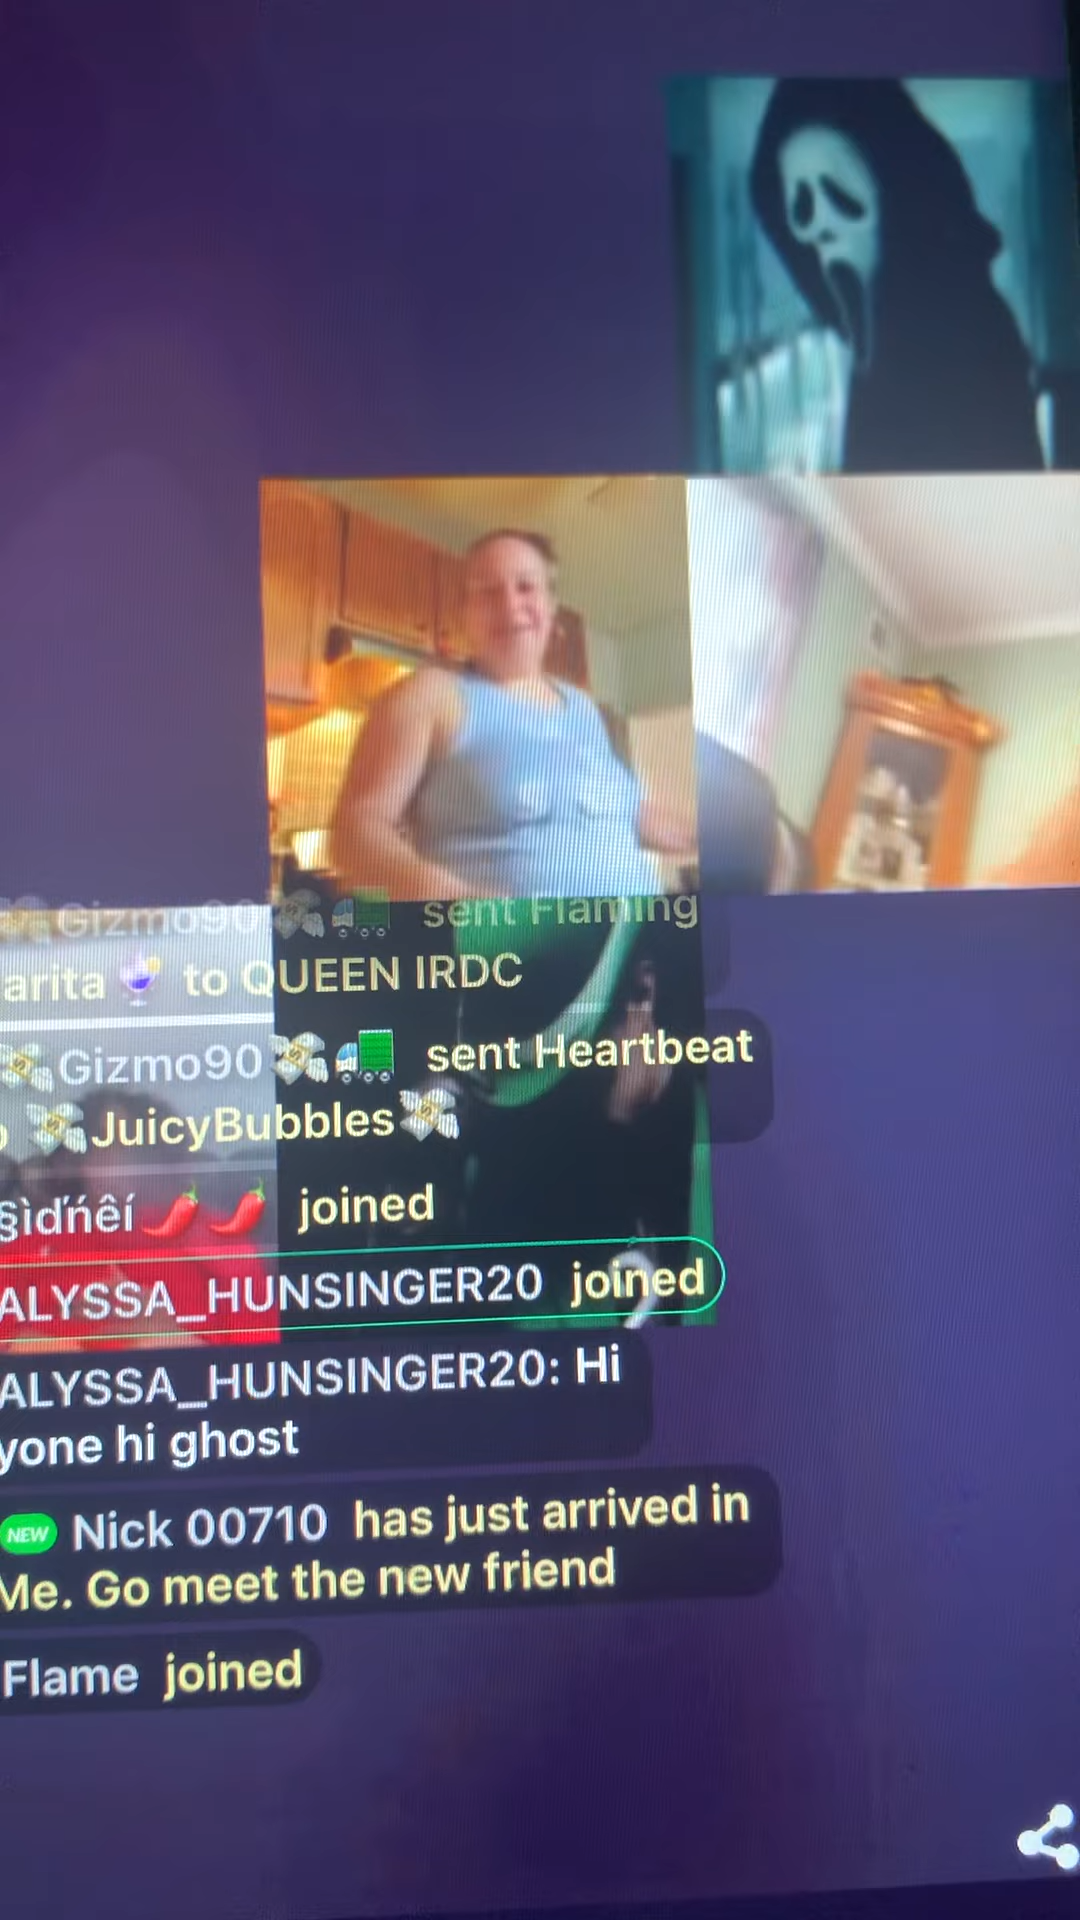 Gizmo90 sent Flaming
arita to QUEEN IRDC
Gizmo90 sent Heartbeat
JuicyBubbles
joined
ALYSSA_HUNSINGER20 joined
ALYSSA_HUNSINGER20: Hi
yone hi ghost
NEW Nick 00710 has just arrived in
Me. Go meet the new friend
Flame joined